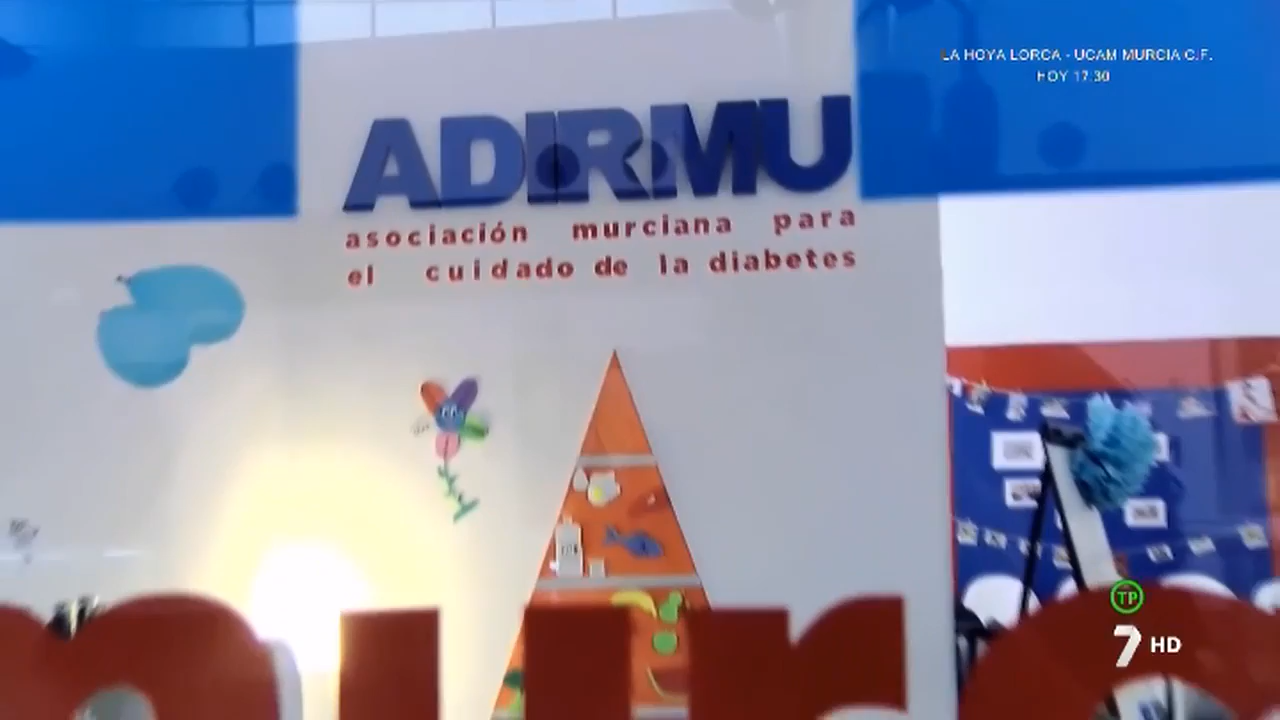 LA HOYA LORCA - UCAM MURCIA C.F.
HOY 17:30
ADIRMU
asociación murciana para
el cuidado de la diabetes
TP
7 HD